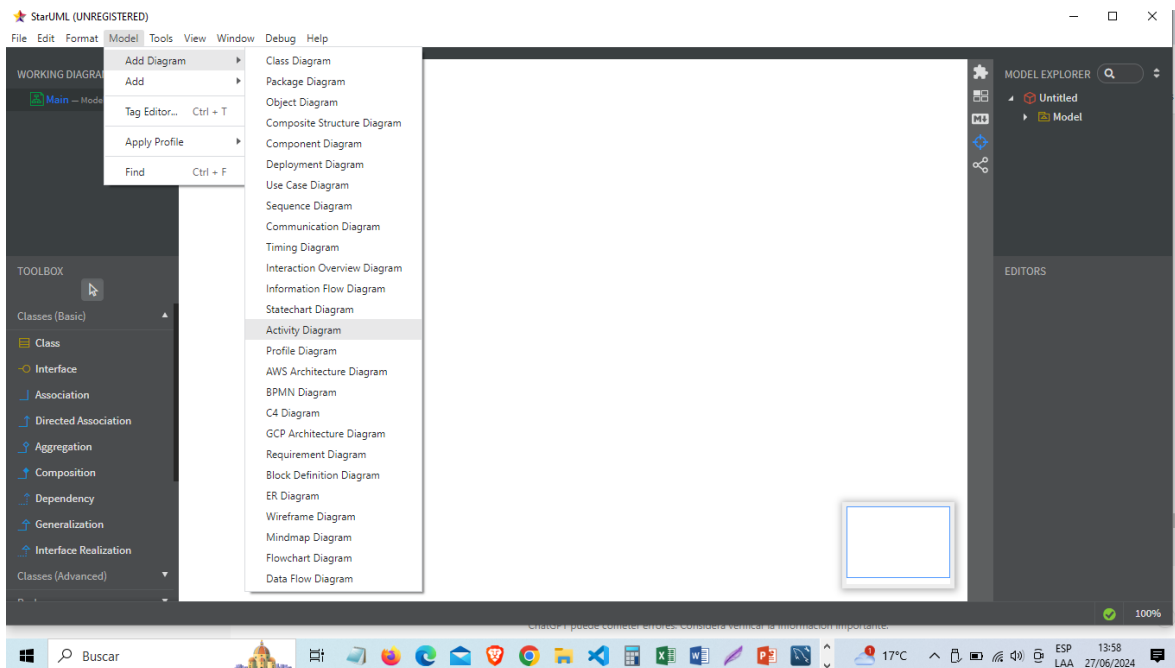 StarUML (UNREGISTERED)
File Edit Format Model Tools View Window Debug Help
WORKING DIAGRA
Main — Mode
Add Diagram
Add
Tag Editor... Ctrl + T
Apply Profile
Find Ctrl + F
Class Diagram
Package Diagram
Object Diagram
Composite Structure Diagram
Component Diagram
Deployment Diagram
Use Case Diagram
Sequence Diagram
Communication Diagram
Timing Diagram
Interaction Overview Diagram
Information Flow Diagram
Statechart Diagram
Activity Diagram
Profile Diagram
AWS Architecture Diagram
BPMN Diagram
C4 Diagram
GCP Architecture Diagram
Requirement Diagram
Block Definition Diagram
ER Diagram
Wireframe Diagram
Mindmap Diagram
Flowchart Diagram
Data Flow Diagram
TOOLBOX
Classes (Basic)
Class
Interface
Association
Directed Association
Aggregation
Composition
Dependency
Generalization
Interface Realization
Classes (Advanced)
M
MODEL EXPLORER
Untitled
Model
EDITORS
100%
ChatGPT puede cometer errores. Considera verificar la información importante.
Buscar
17°C
ESP
LAA
13:58
27/06/2024